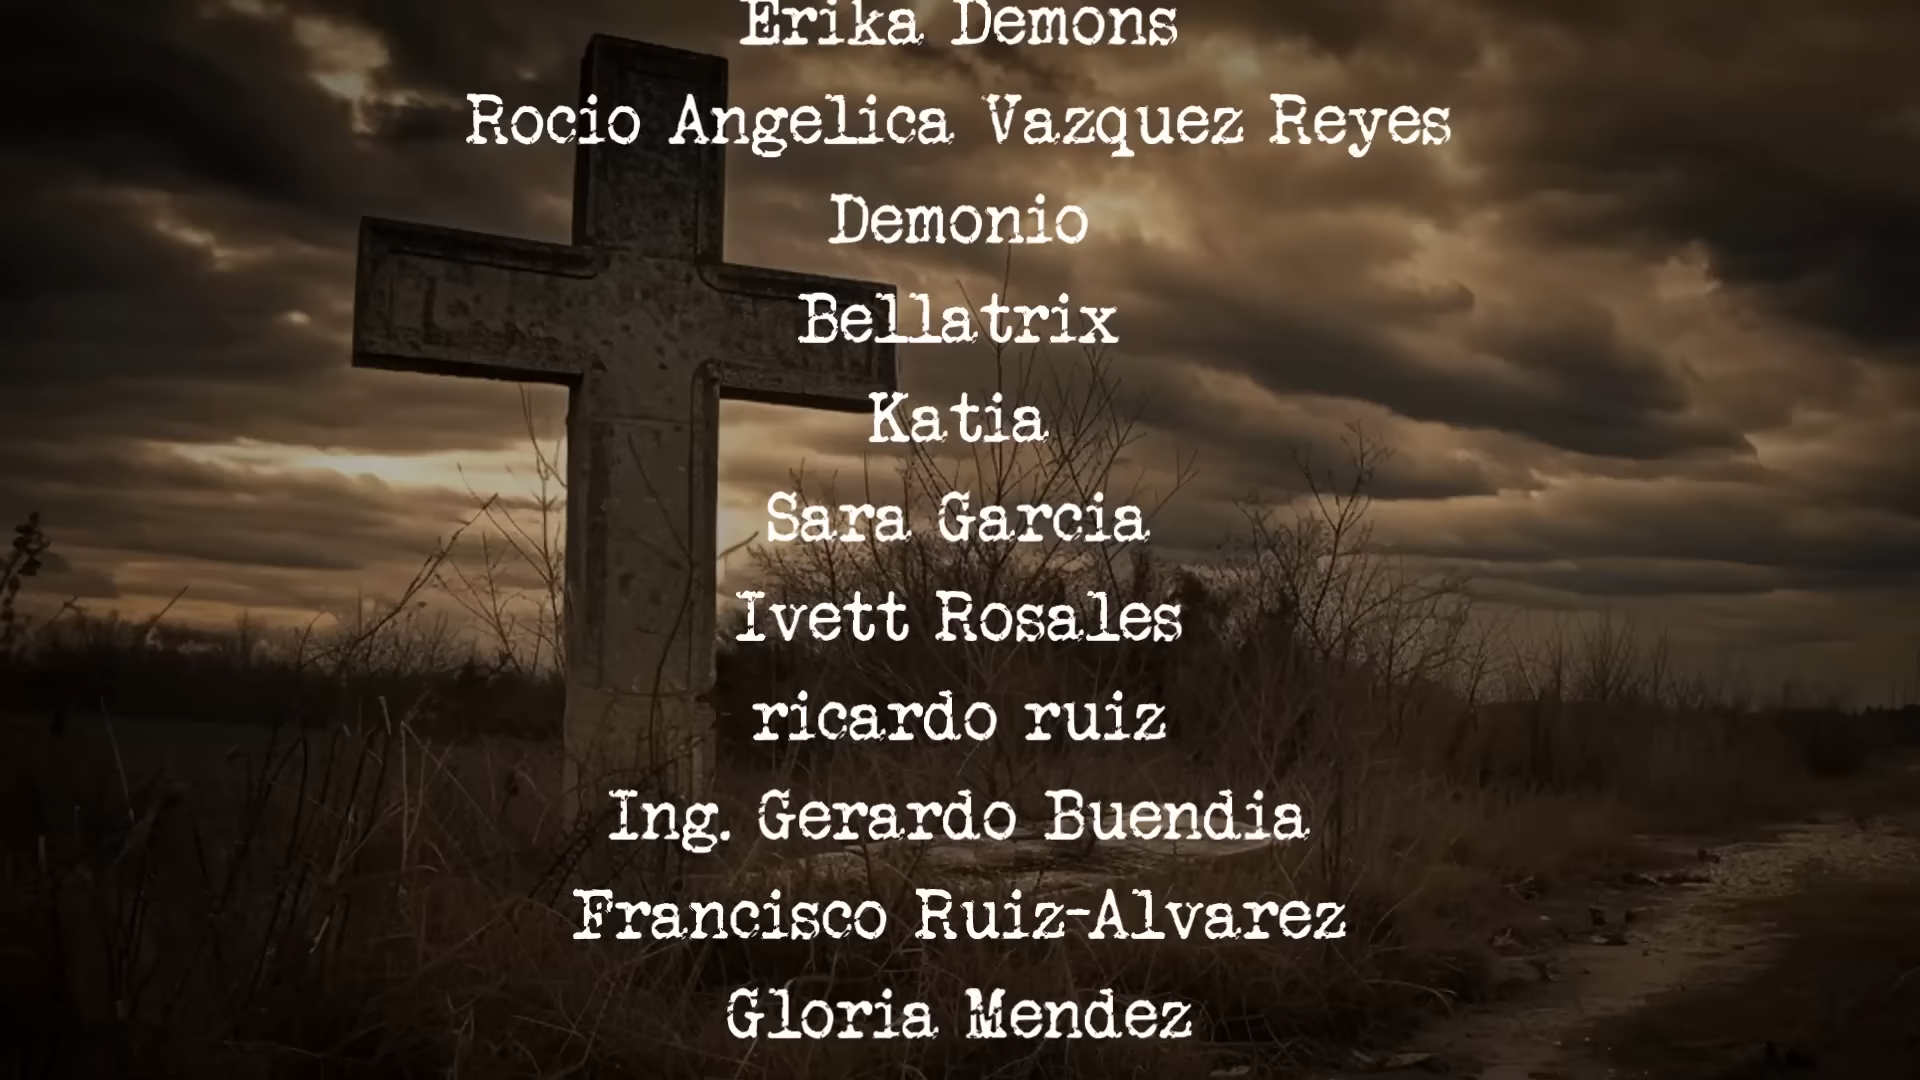 Erika Demons
Rocio Angelica Vazquez Reyes
Demonio
Bellatrix
Katia
Sara Garcia
Ivett Rosales
ricardo ruiz
Ing. Gerardo Buendia
Francisco Ruiz-Alvarez
Gloria Mendez